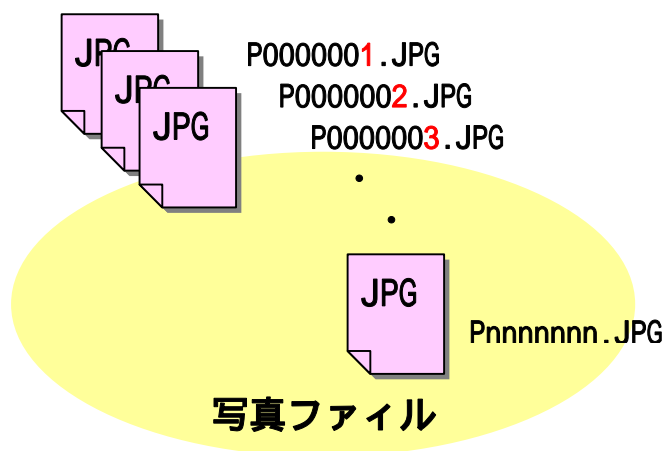 JPG
JPG
JPG
P0000001.JPG
P0000002.JPG
P0000003.JPG
・
・
JPG
Pnnnnnnn.JPG
写真ファイル